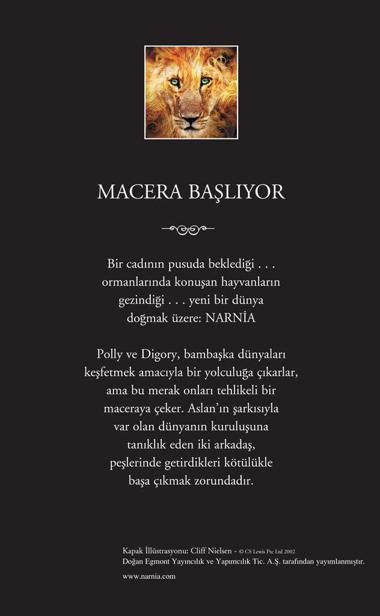 MACERA BAŞLIYOR
Bir cadının pusuda beklediği . . .
ormanlarında konuşan hayvanların
gezindiği . . . yeni bir dünya
doğmak üzere: NARNİA
Polly ve Digory, bambaşka dünyaları
keşfetmek amacıyla bir yolculuğa çıkarlar,
ama bu merak onları tehlikeli bir
maceraya çeker. Aslan’ın şarkısıyla
var olan dünyanın kuruluşuna
tanıklık eden iki arkadaş,
peşlerinde getirdikleri kötülükle
başa çıkmak zorundadır.
Kapak İllüstrasyonu: Cliff Nielsen - © CS Lewis Pte Ltd 2002
Doğan Egmont Yayıncılık ve Yapımcılık Tic. A.Ş. tarafından yayımlanmıştır.
www.narnia.com